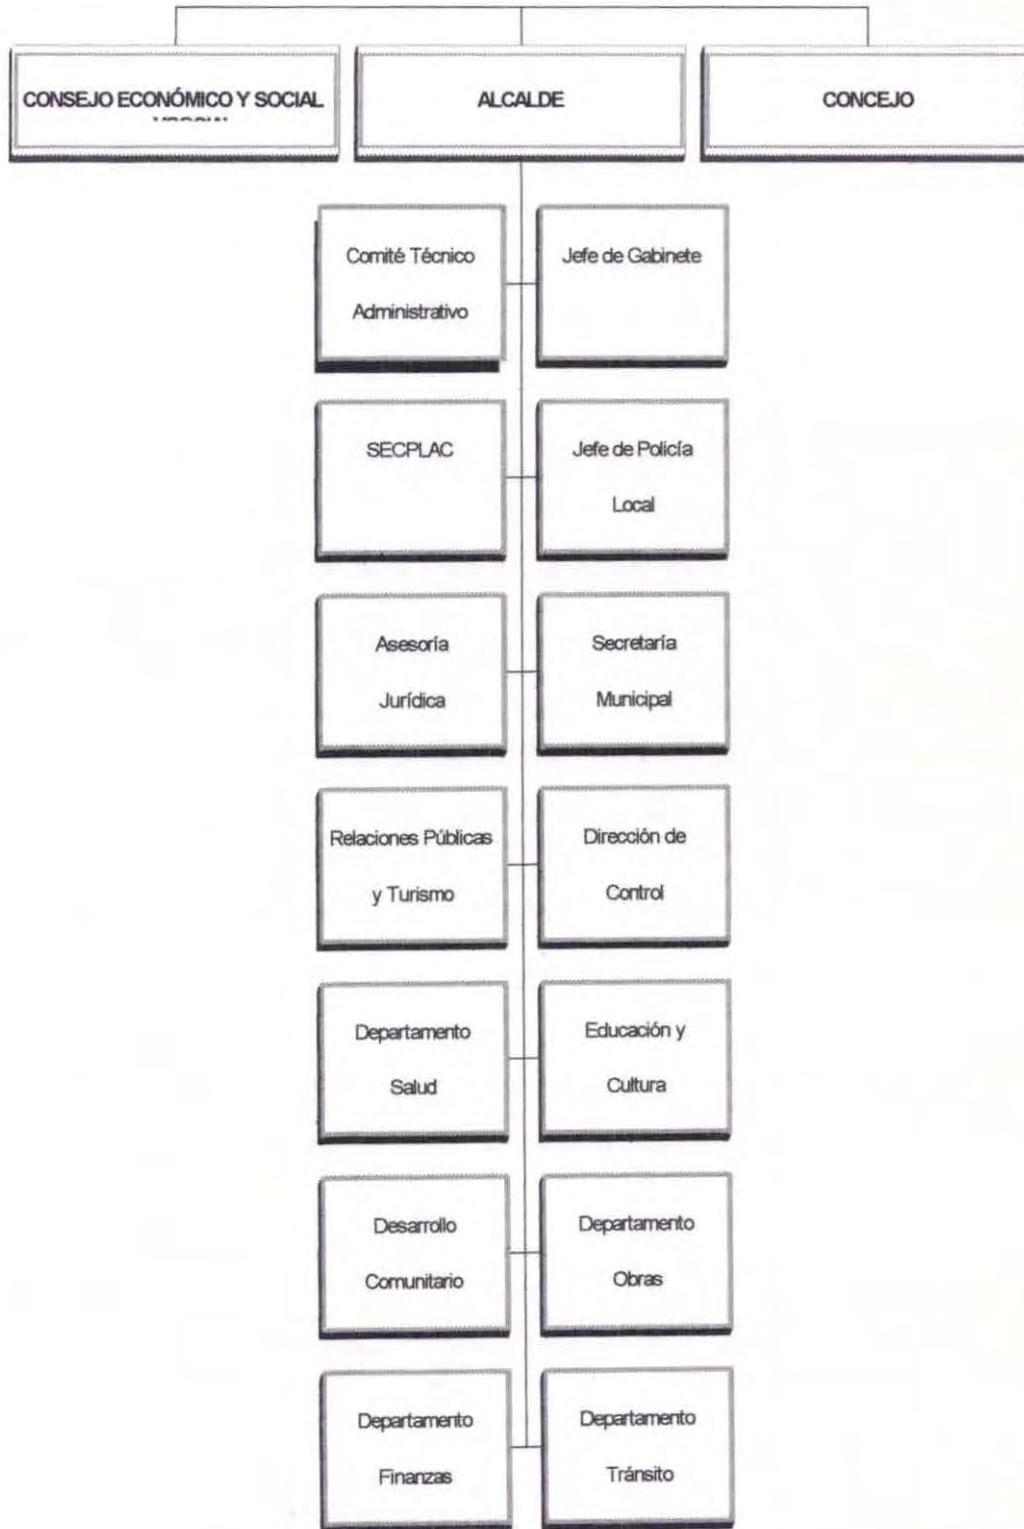 CONSEJO ECONÓMICO Y SOCIAL
ALCALDE
CONCEJO
Comité Técnico
Administrativo
Jefe de Gabinete
SECPLAC
Jefe de Policía
Local
Asesoría
Jurídica
Secretaría
Municipal
Relaciones Públicas
y Turismo
Dirección de
Control
Departamento
Salud
Educación y
Cultura
Desarrollo
Comunitario
Departamento
Obras
Departamento
Finanzas
Departamento
Tránsito